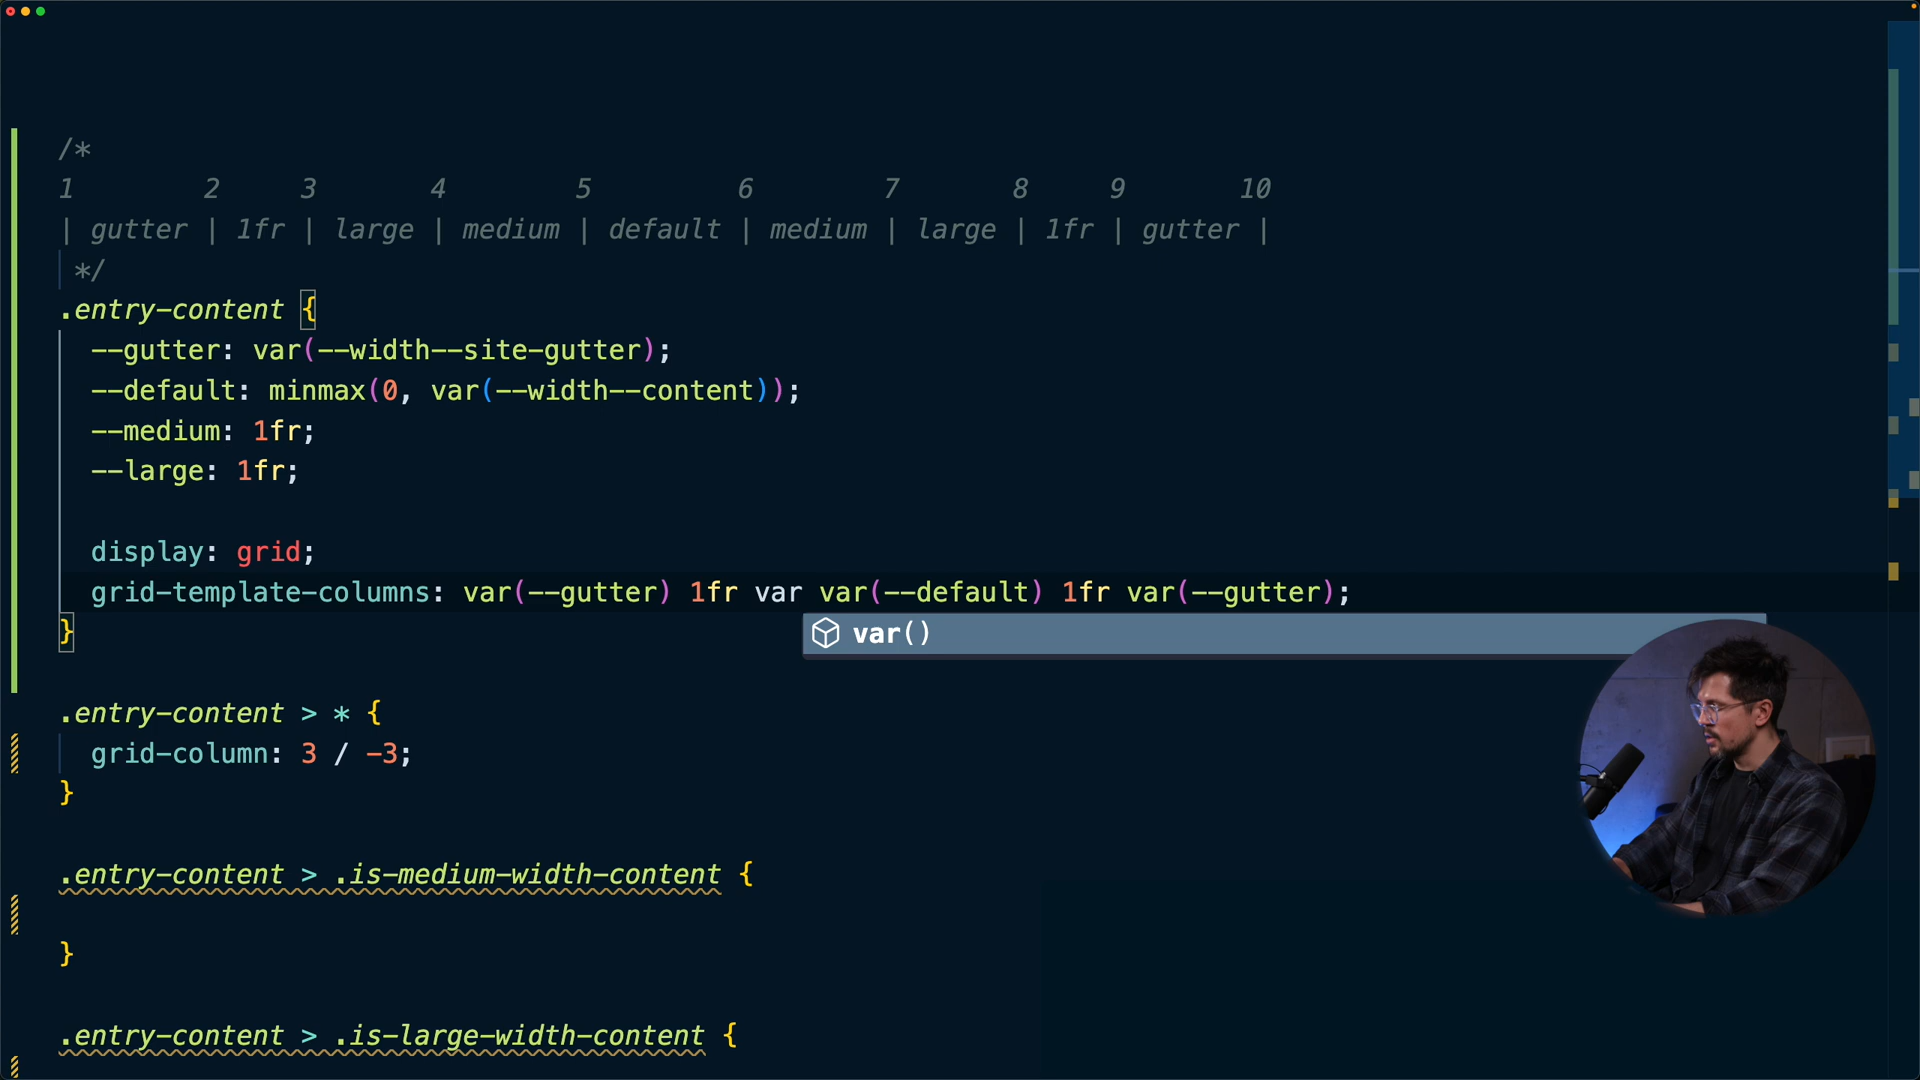 /*
1 2 3 4 5 6 7 8 9 10
| gutter | 1fr | large | medium | default | medium | large | 1fr | gutter |
*/
.entry-content {
--gutter: var(--width--site-gutter);
--default: minmax(0, var(--width--content));
--medium: 1fr;
--large: 1fr;
display: grid;
grid-template-columns: var(--gutter) 1fr var var(--default) 1fr var(--gutter);
}
var()
.entry-content > * {
grid-column: 3 / -3;
}
.entry-content > .is-medium-width-content {
}
.entry-content > .is-large-width-content {